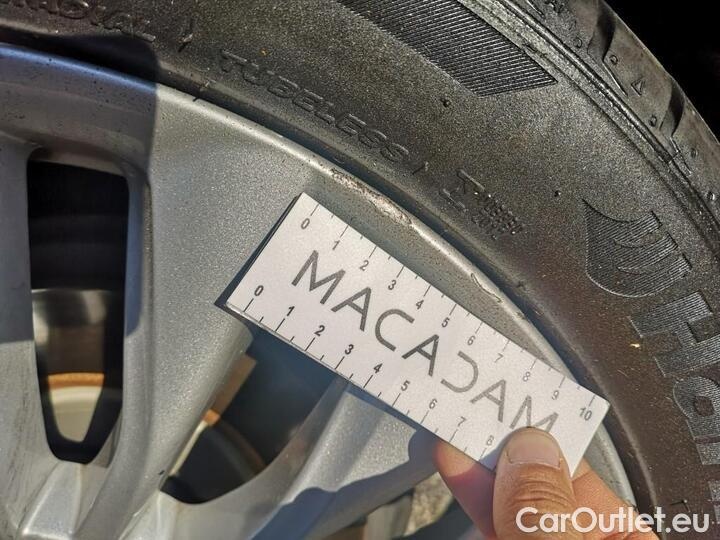 RADIAL
TUBELESS
0 1 2 3 4 5 6 7 8 9 10
MACADAM
0 1 2 3 4 5 6 8
Han
CarOutlet.eu